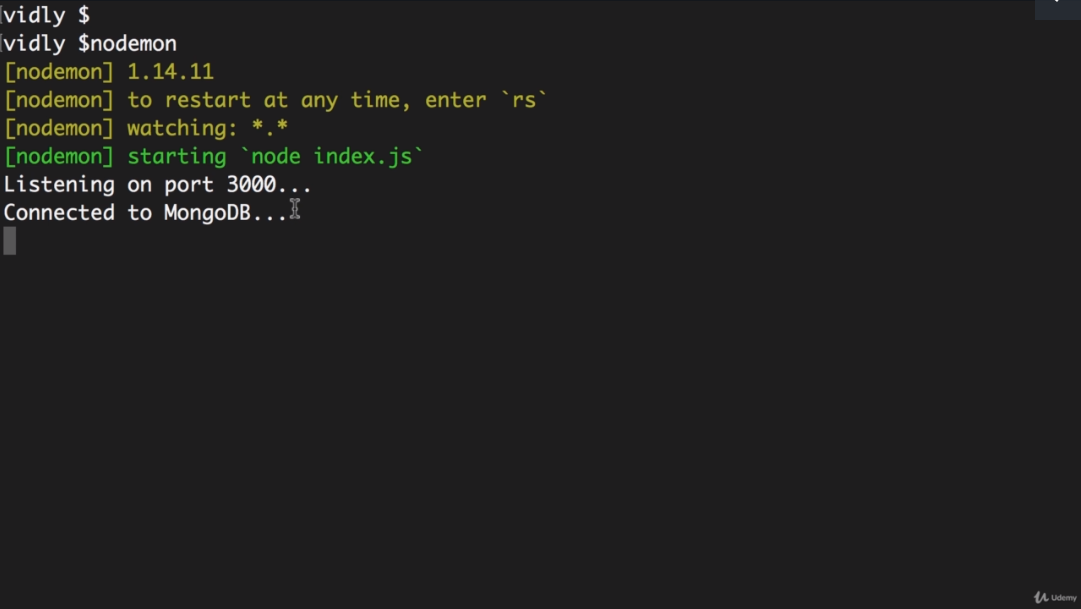 vidly $
vidly $nodemon
[nodemon] 1.14.11
[nodemon] to restart at any time, enter `rs`
[nodemon] watching: *.*
[nodemon] starting `node index.js`
Listening on port 3000...
Connected to MongoDB...
Udemy